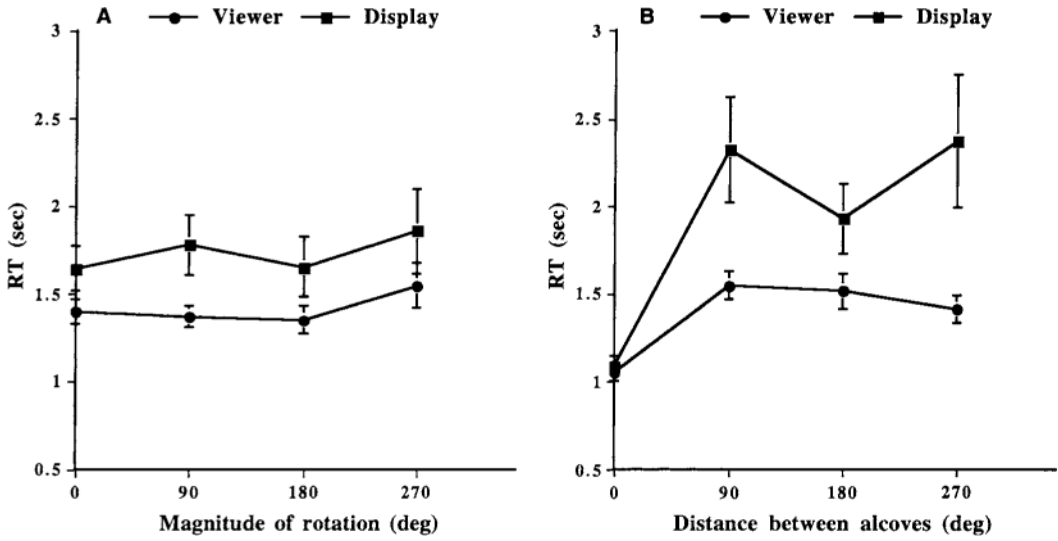 A Viewer Display
3
2.5
2
1.5
1
0.5
RT (sec)
0 90 180 270
Magnitude of rotation (deg)
B Viewer Display
3
2.5
2
1.5
1
0.5
RT (sec)
0 90 180 270
Distance between alcoves (deg)